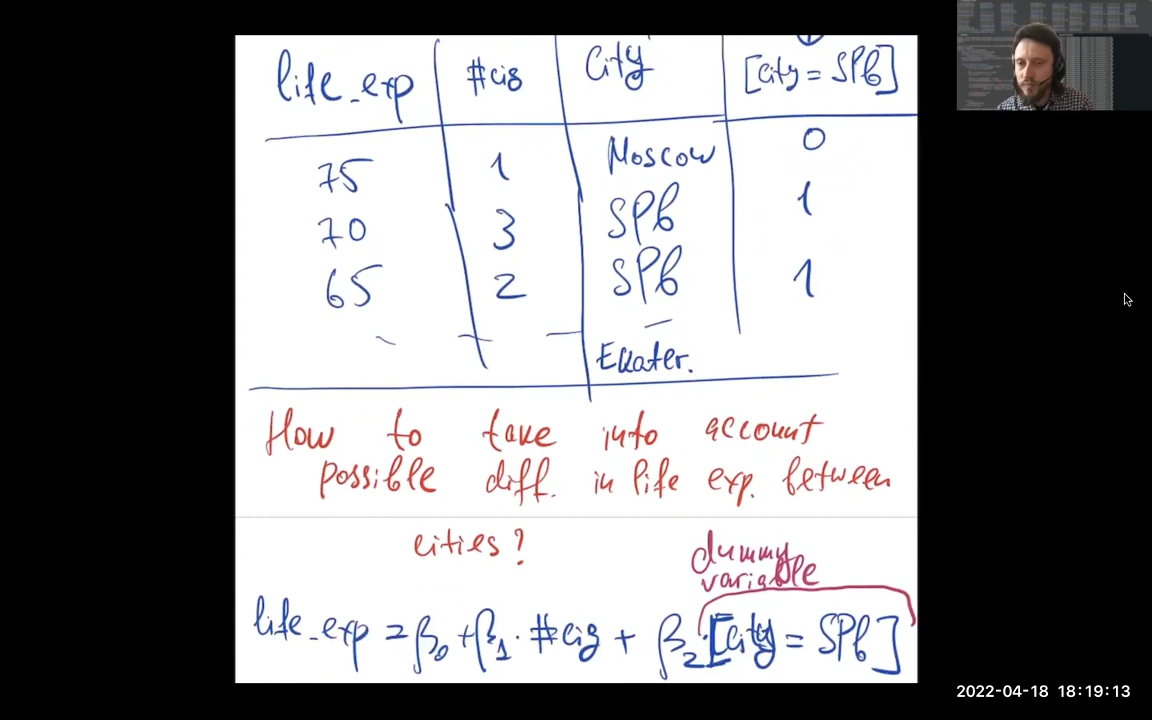 life_exp #cig City [City = SPb]
75 1 Moscow 0
70 3 SPb 1
65 2 SPb 1
Ekater.
How to take into account
possible diff. in life exp. between
cities?
dummy
variable
life_exp = β₀ + β₁ · #cig + β₂ · [City = SPb]
2022-04-18 18:19:13